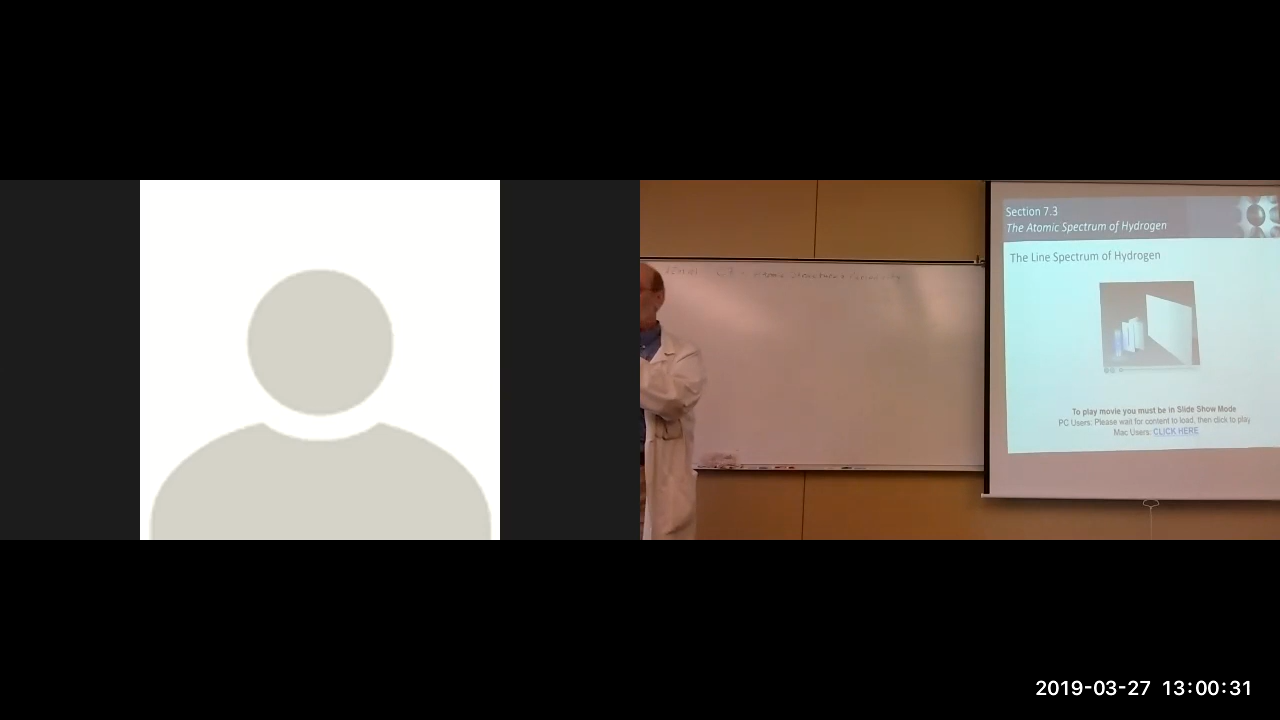 Section 7.3
The Atomic Spectrum of Hydrogen
The Line Spectrum of Hydrogen
To play movie you must be in Slide Show Mode
PC Users: Please wait for content to load, then click to play
Mac Users: CLICK HERE
2019-03-27 13:00:31